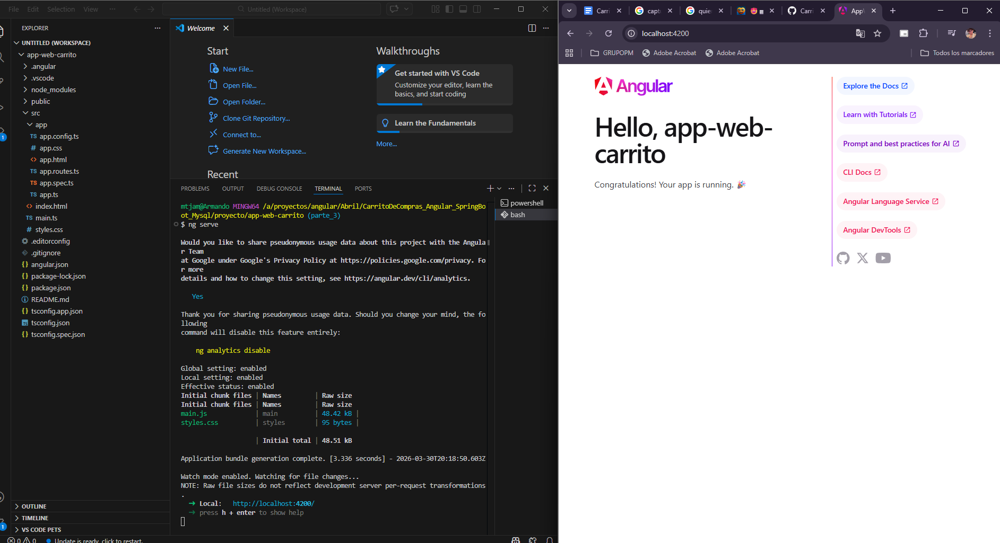 File Edit Selection View ··· Untitled (Workspace)
EXPLORER
UNTITLED (WORKSPACE)
app-web-carrito
.angular
.vscode
node_modules
public
src
app
TS app.config.ts
# app.css
<> app.html
TS app.routes.ts
TS app.spec.ts
TS app.ts
<> index.html
TS main.ts
# styles.css
.editorconfig
.gitignore
{} angular.json
{} package-lock.json
{} package.json
README.md
{} tsconfig.app.json
TS tsconfig.json
{} tsconfig.spec.json
OUTLINE
TIMELINE
VS CODE PETS
1
1
0 0 Update is ready, click to restart.
Welcome
Start
New File...
Open File...
Open Folder...
Clone Git Repository...
Connect to...
Generate New Workspace...
Recent
Walkthroughs
Get started with VS Code
Customize your editor, learn the
basics, and start coding
Learn the Fundamentals
More...
PROBLEMS OUTPUT DEBUG CONSOLE TERMINAL PORTS
powershell
bash
mtjam@Armando MINGW64 /a/proyectos/angular/Abril/CarritoDeCompras_Angular_SpringBo
ot_Mysql/proyecto/app-web-carrito (parte_3)
$ ng serve
Would you like to share pseudonymous usage data about this project with the Angula
r Team
at Google under Google's Privacy Policy at https://policies.google.com/privacy. Fo
r more
details and how to change this setting, see https://angular.dev/cli/analytics.
Yes
Thank you for sharing pseudonymous usage data. Should you change your mind, the fo
llowing
command will disable this feature entirely:
ng analytics disable
Global setting: enabled
Local setting: enabled
Effective status: enabled
Initial chunk files | Names | Raw size
Initial chunk files | Names | Raw size
main.js | main | 48.42 kB |
styles.css | styles | 95 bytes |
| Initial total | 48.51 kB
Application bundle generation complete. [3.336 seconds] - 2026-03-30T20:18:50.603Z
Watch mode enabled. Watching for file changes...
NOTE: Raw file sizes do not reflect development server per-request transformations
.
➜ Local: http://localhost:4200/
➜ press h + enter to show help
Carri captu quie Carri App
localhost:4200
GRUPOPM Adobe Acrobat Adobe Acrobat Todos los marcadores
Angular
Hello, app-web-
carrito
Congratulations! Your app is running. 🎉
Explore the Docs
Learn with Tutorials
Prompt and best practices for AI
CLI Docs
Angular Language Service
Angular DevTools